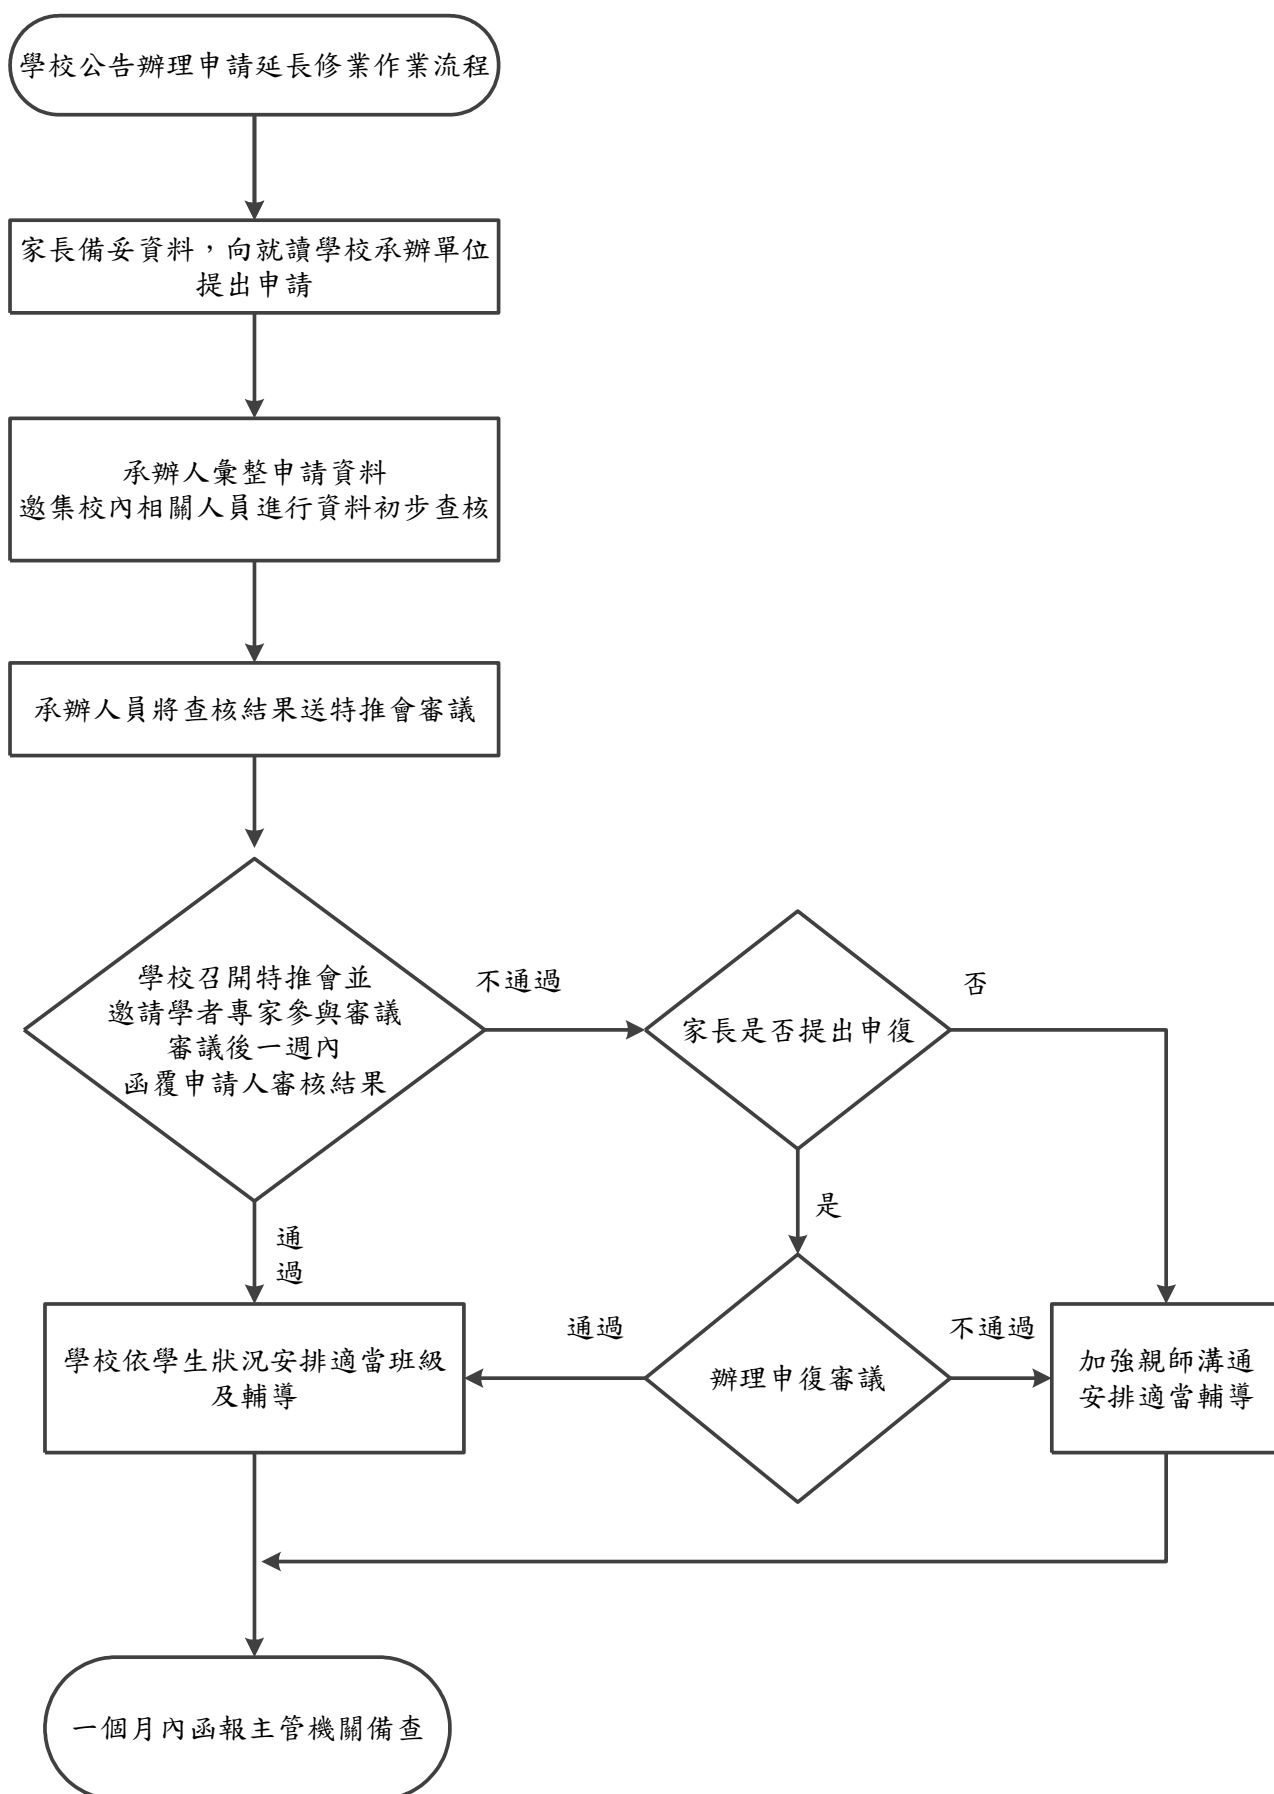 學校公告辦理申請延長修業作業流程
家長備妥資料，向就讀學校承辦單位
提出申請
承辦人彙整申請資料
邀集校內相關人員進行資料初步查核
承辦人員將查核結果送特推會審議
學校召開特推會並
邀請學者專家參與審議
審議後一週內
函覆申請人審核結果
不通過
家長是否提出申復
否
是
通
過
學校依學生狀況安排適當班級
及輔導
通過
辦理申復審議
不通過
加強親師溝通
安排適當輔導
一個月內函報主管機關備查